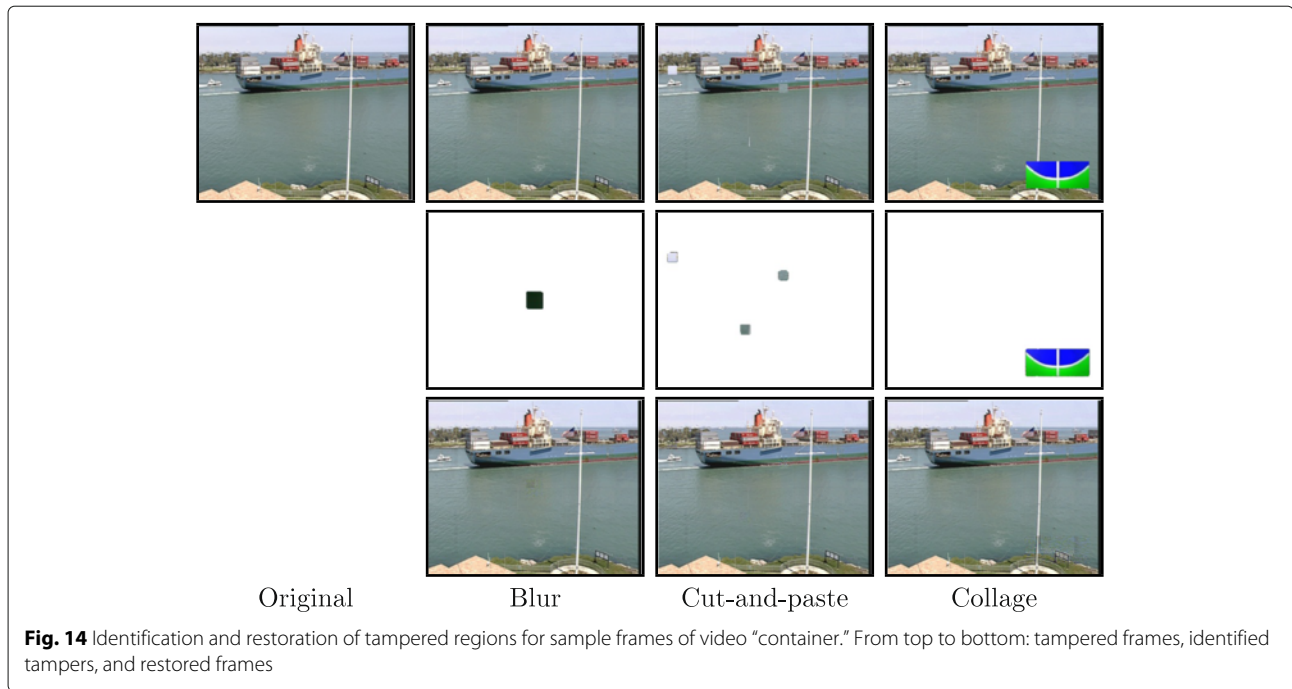 Original
Blur
Cut-and-paste
Collage
Fig. 14 Identification and restoration of tampered regions for sample frames of video “container.” From top to bottom: tampered frames, identified
tampers, and restored frames